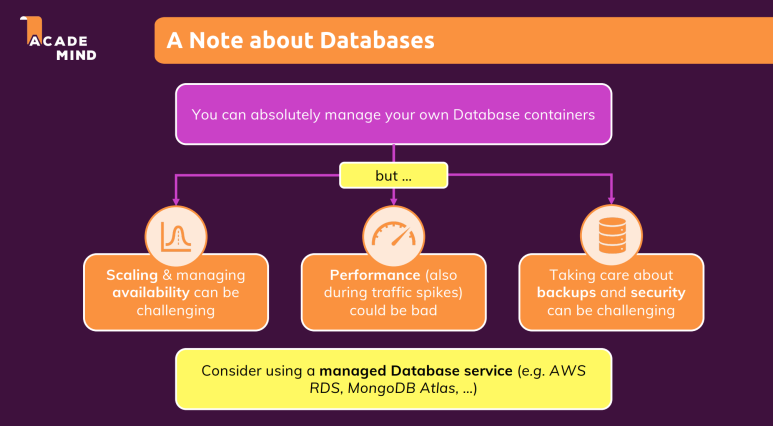 ACADE
MIND
A Note about Databases
You can absolutely manage your own Database containers
but ...
Scaling & managing
availability can be
challenging
Performance (also
during traffic spikes)
could be bad
Taking care about
backups and security
can be challenging
Consider using a managed Database service (e.g. AWS
RDS, MongoDB Atlas, ...)